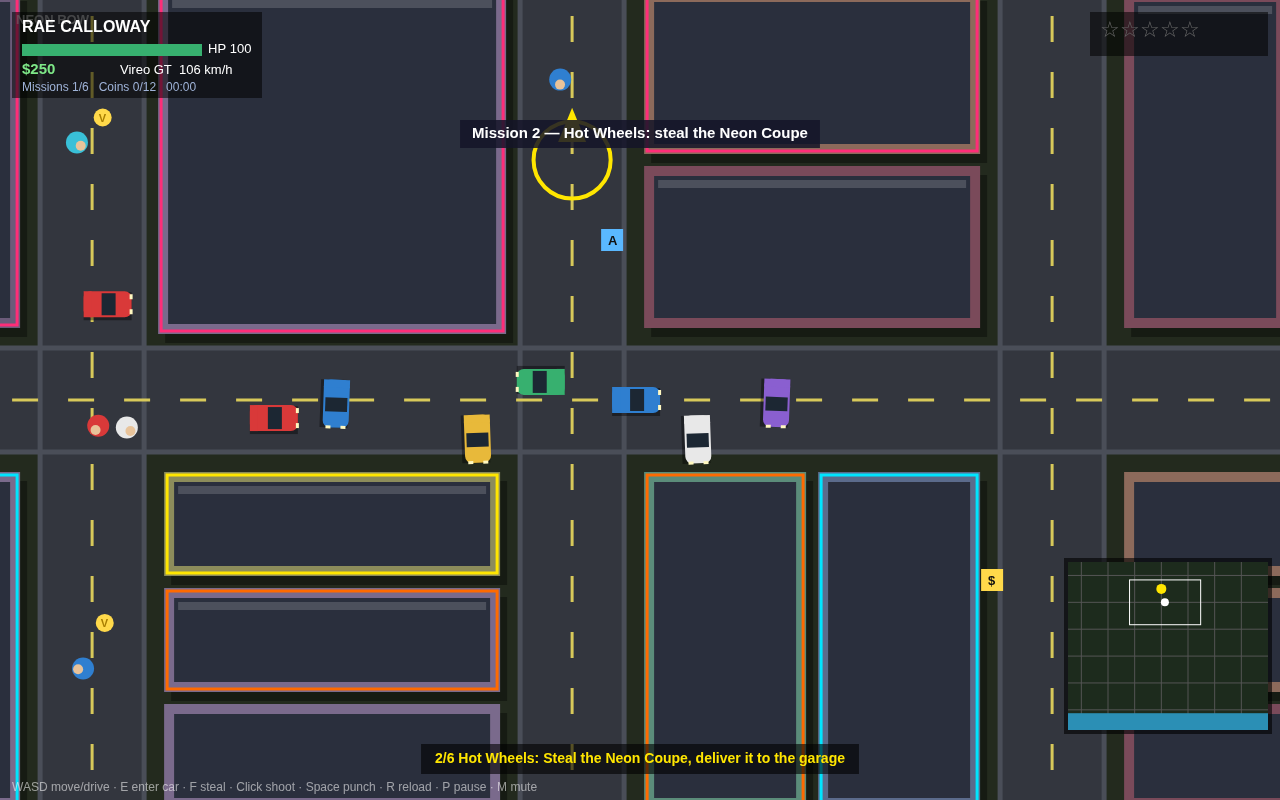 NEON ROW
RAE CALLOWAY
HP 100
$250 Vireo GT 106 km/h
Missions 1/6 Coins 0/12 00:00
☆☆☆☆☆
V
Mission 2 — Hot Wheels: steal the Neon Coupe
A
$
V
2/6 Hot Wheels: Steal the Neon Coupe, deliver it to the garage
WASD move/drive · E enter car · F steal · Click shoot · Space punch · R reload · P pause · M mute